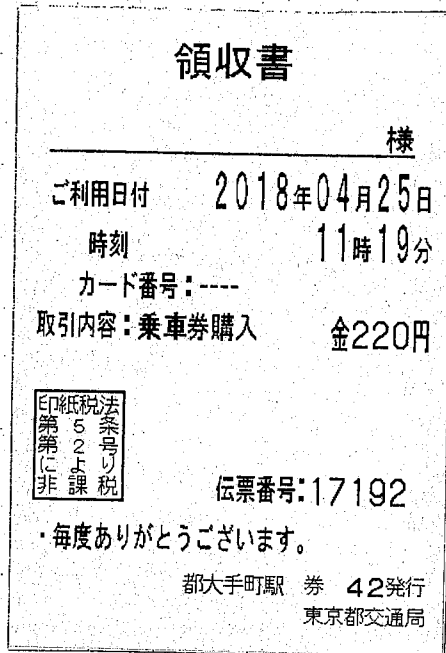 領収書
様
ご利用日付 2018年04月25日
時刻 11時19分
カード番号:----
取引内容:乗車券購入 金220円
印紙税法
第5条
第2号
により
非課税
伝票番号:17192
・毎度ありがとうございます。
都大手町駅 券 42発行
東京都交通局